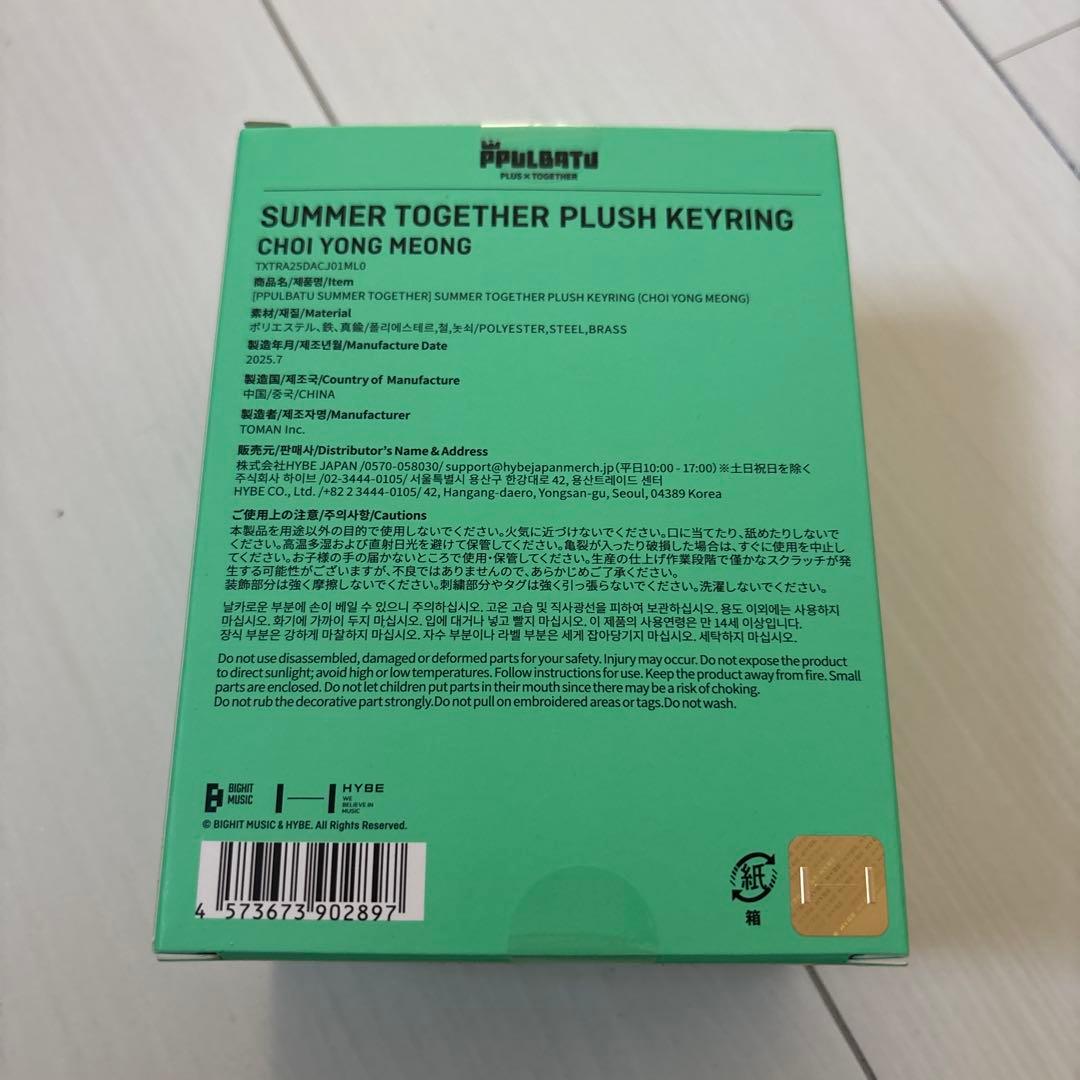 PPULBATU
PLUS × TOGETHER
SUMMER TOGETHER PLUSH KEYRING
CHOI YONG MEONG
TXTRA25DACJ01ML0
商品名/제품명/Item
[PPULBATU SUMMER TOGETHER] SUMMER TOGETHER PLUSH KEYRING (CHOI YONG MEONG)
素材/재질/Material
ポリエステル、鉄、真鍮/폴리에스테르,철,놋쇠/POLYESTER,STEEL,BRASS
製造年月/제조년월/Manufacture Date
2025.7
製造国/제조국/Country of Manufacture
中国/중국/CHINA
製造者/제조자명/Manufacturer
TOMAN Inc.
販売元/판매사/Distributor's Name & Address
株式会社HYBE JAPAN /0570-058030/ support@hybejapanmerch.jp (平日10:00 - 17:00) ※土日祝日を除く
주식회사 하이브 /02-3444-0105/ 서울특별시 용산구 한강대로 42, 용산트레이드 센터
HYBE CO., Ltd. /+82 2 3444-0105/ 42, Hangang-daero, Yongsan-gu, Seoul, 04389 Korea
ご使用上の注意/주의사항/Cautions
本製品を用途以外の目的で使用しないでください。火気に近づけないでください。口に当てたり、舐めたりしないで
ください。高温多湿および直射日光を避けて保管してください。亀裂が入ったり破損した場合は、すぐに使用を中止し
てください。お子様の手の届かないところで使用・保管してください。生産の仕上げ作業段階で僅かなスクラッチが発
生する可能性がございますが、不良ではありませんので、あらかじめご了承ください。
装飾部分は強く摩擦しないでください。刺繍部分やタグは強く引っ張らないでください。洗濯しないでください。
날카로운 부분에 손이 베일 수 있으니 주의하십시오. 고온 고습 및 직사광선을 피하여 보관하십시오. 용도 이외에는 사용하지
마십시오. 화기에 가까이 두지 마십시오. 입에 대거나 넣고 빨지 마십시오. 이 제품의 사용연령은 만 14세 이상입니다.
장식 부분은 강하게 마찰하지 마십시오. 자수 부분이나 라벨 부분은 세게 잡아당기지 마십시오. 세탁하지 마십시오.
Do not use disassembled, damaged or deformed parts for your safety. Injury may occur. Do not expose the product
to direct sunlight; avoid high or low temperatures. Follow instructions for use. Keep the product away from fire. Small
parts are enclosed. Do not let children put parts in their mouth since there may be a risk of choking.
Do not rub the decorative part strongly.Do not pull on embroidered areas or tags.Do not wash.
BIGHIT
MUSIC
HYBE
WE
BELIEVE IN
MUSIC
© BIGHIT MUSIC & HYBE. All Rights Reserved.
4 573673 902897
紙
箱